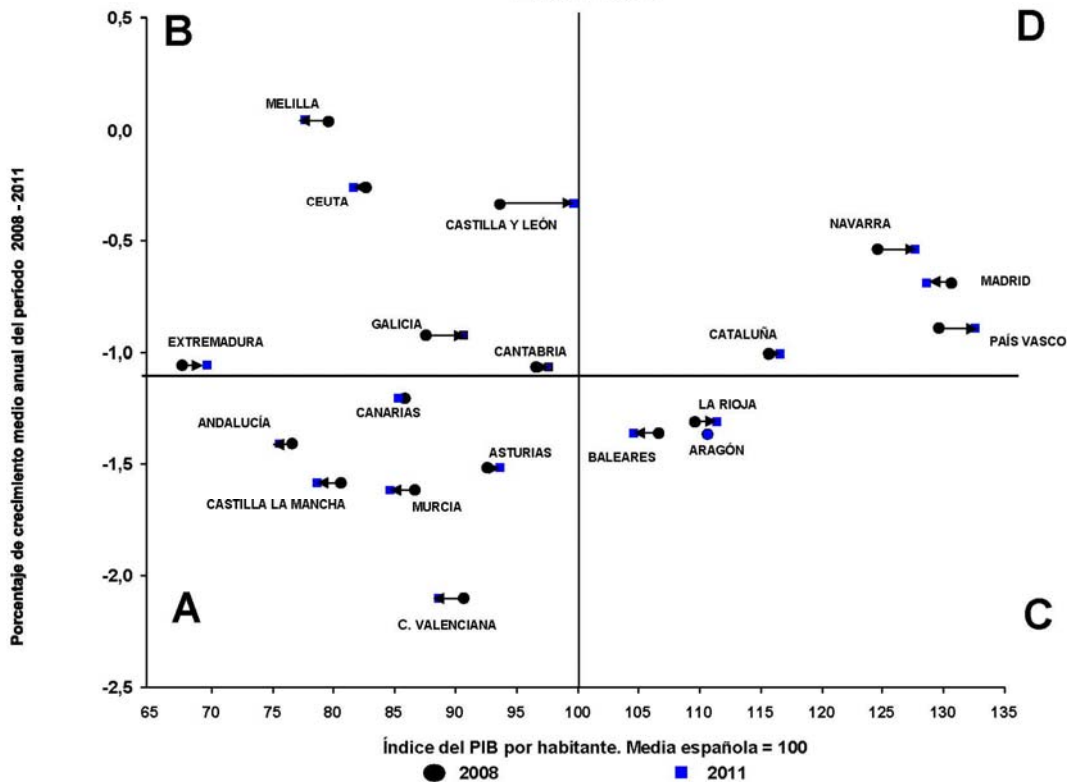 0,5
B
D
MELILLA
0,0
CEUTA
CASTILLA Y LEÓN
NAVARRA
-0,5
MADRID
GALICIA
CATALUÑA
PAÍS VASCO
EXTREMADURA
CANTABRIA
-1,0
CANARIAS
LA RIOJA
ANDALUCÍA
ASTURIAS
BALEARES
ARAGÓN
-1,5
CASTILLA LA MANCHA
MURCIA
-2,0
A
C
C. VALENCIANA
-2,5
65 70 75 80 85 90 95 100 105 110 115 120 125 130 135
Porcentaje de crecimiento medio anual del período 2008 - 2011
Índice del PIB por habitante. Media española = 100
2008 2011